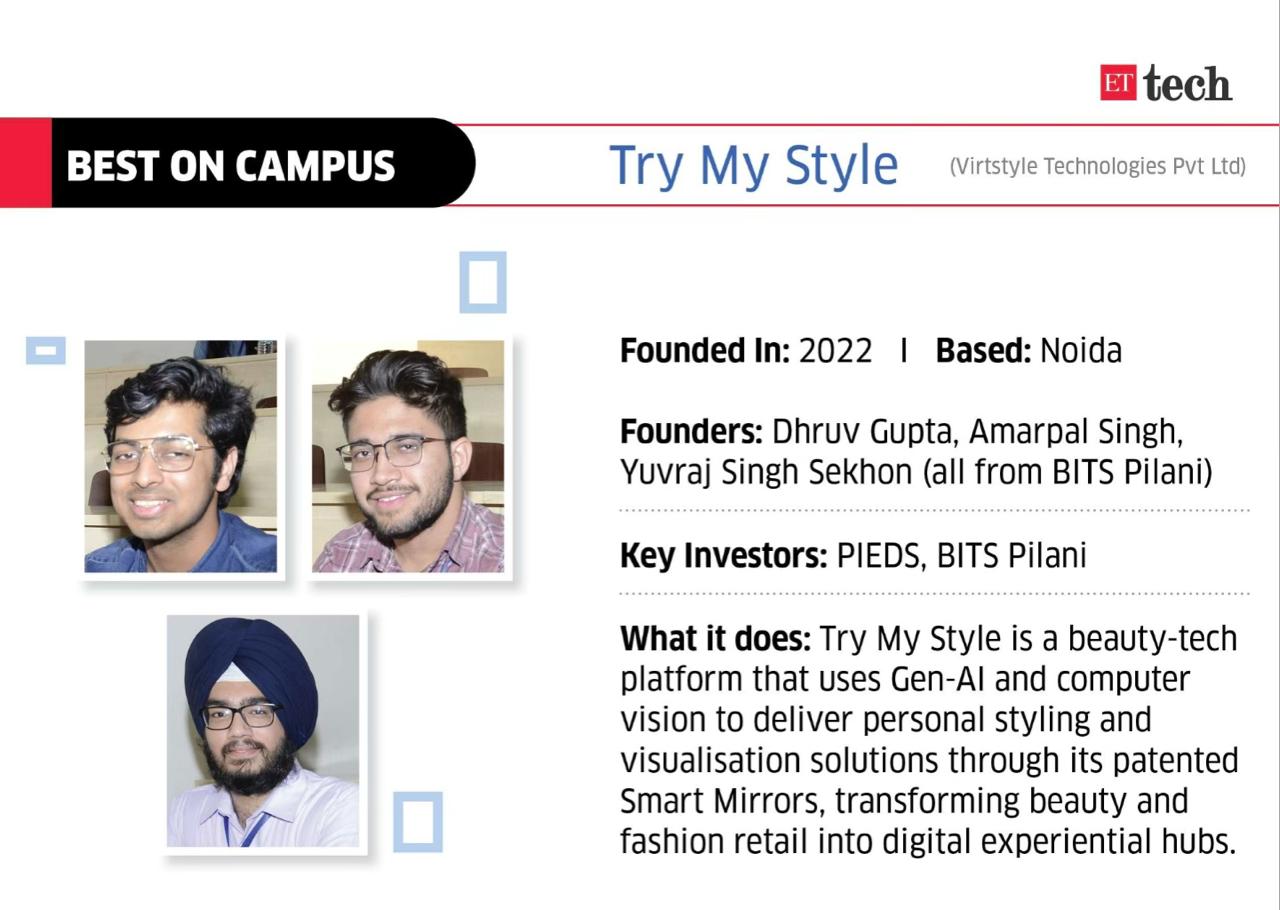 ET tech
BEST ON CAMPUS
Try My Style (Virtstyle Technologies Pvt Ltd)
Founded In: 2022 | Based: Noida
Founders: Dhruv Gupta, Amarpal Singh,
Yuvraj Singh Sekhon (all from BITS Pilani)
Key Investors: PIEDS, BITS Pilani
What it does: Try My Style is a beauty-tech
platform that uses Gen-AI and computer
vision to deliver personal styling and
visualisation solutions through its patented
Smart Mirrors, transforming beauty and
fashion retail into digital experiential hubs.